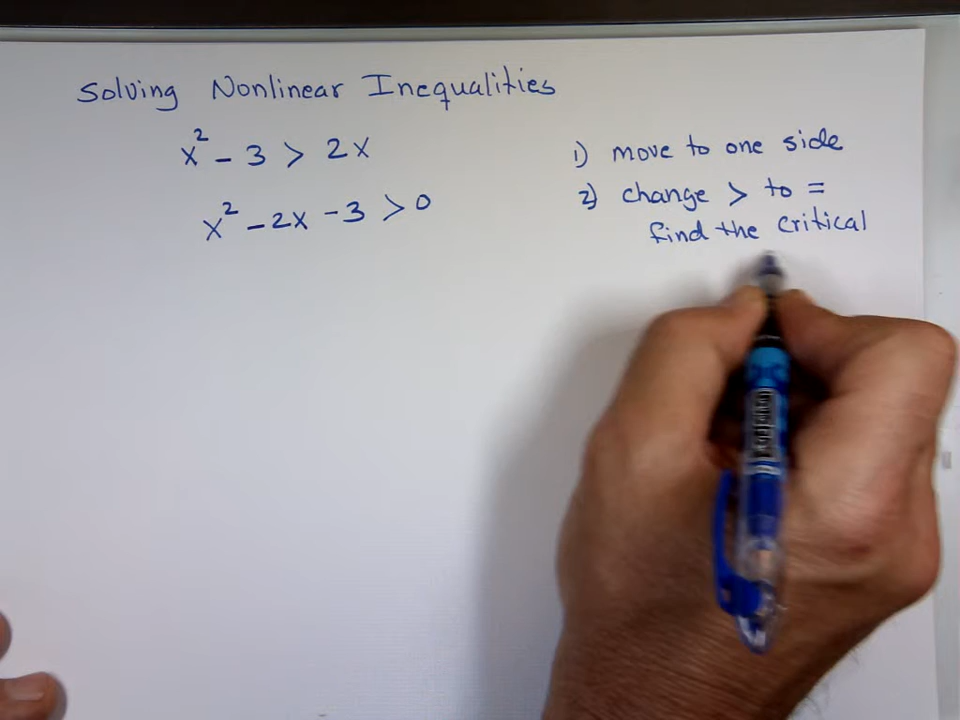 Solving Nonlinear Inequalities
x² - 3 > 2x
x² - 2x - 3 > 0
1) move to one side
2) change > to =
find the critical